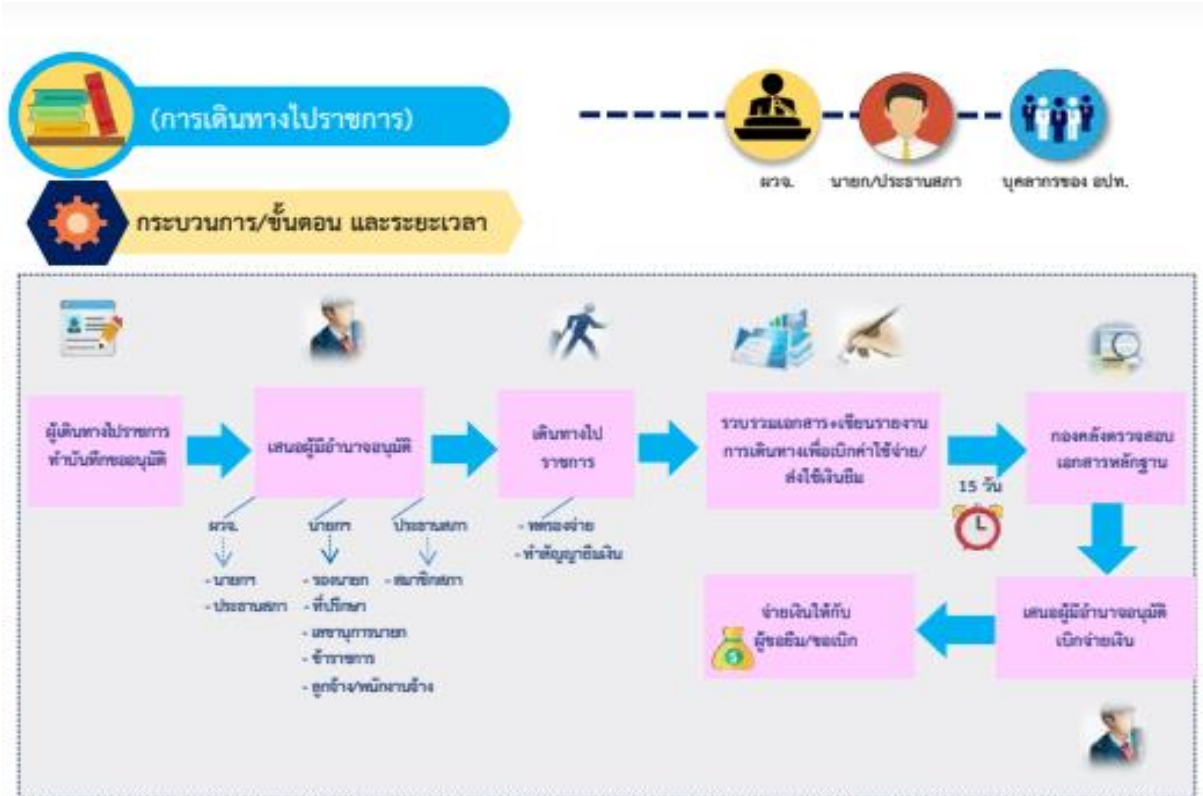 (การเดินทางไปราชการ)
ผวจ.
นายก/ประธานสภา
บุคลากรของ อปท.
กระบวนการ/ขั้นตอน และระยะเวลา
ผู้เดินทางไปราชการ
ทำบันทึกขออนุมัติ
เสนอผู้มีอำนาจอนุมัติ
ผวจ.
- นายกฯ
- ประธานสภา
นายกฯ
- รองนายก
- ที่ปรึกษา
- เลขานุการนายก
- ข้าราชการ
- ลูกจ้าง/พนักงานจ้าง
ประธานสภา
- สมาชิกสภา
เดินทางไป
ราชการ
- ทดรองจ่าย
- ทำสัญญายืมเงิน
รวบรวมเอกสาร+เขียนรายงาน
การเดินทางเพื่อเบิกค่าใช้จ่าย/
ส่งใช้เงินยืม
15 วัน
กองคลังตรวจสอบ
เอกสารหลักฐาน
เสนอผู้มีอำนาจอนุมัติ
เบิกจ่ายเงิน
จ่ายเงินให้กับ
ผู้ขอยืม/ขอเบิก